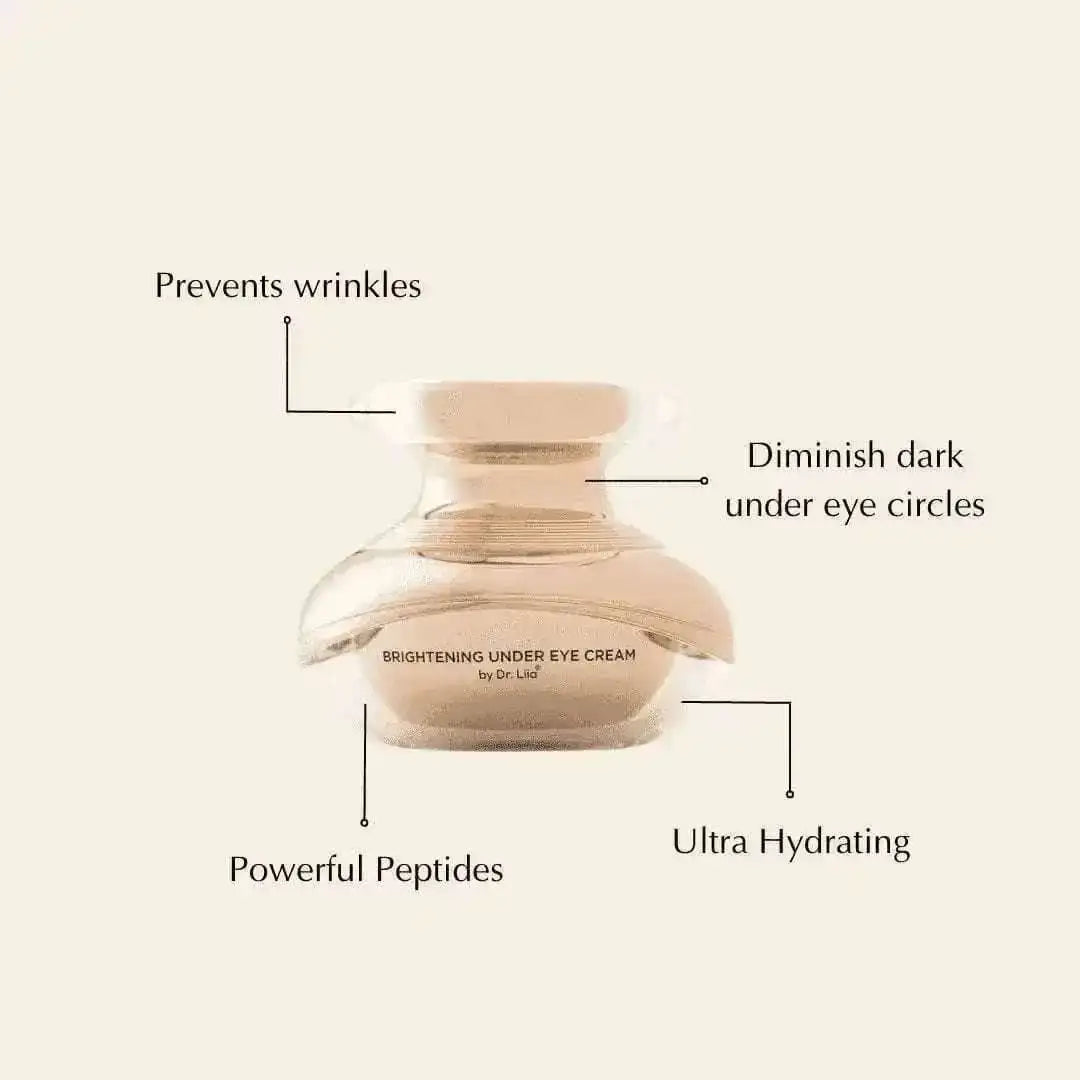 Prevents wrinkles
Diminish dark
under eye circles
BRIGHTENING UNDER EYE CREAM
by Dr. Liia®
Powerful Peptides
Ultra Hydrating